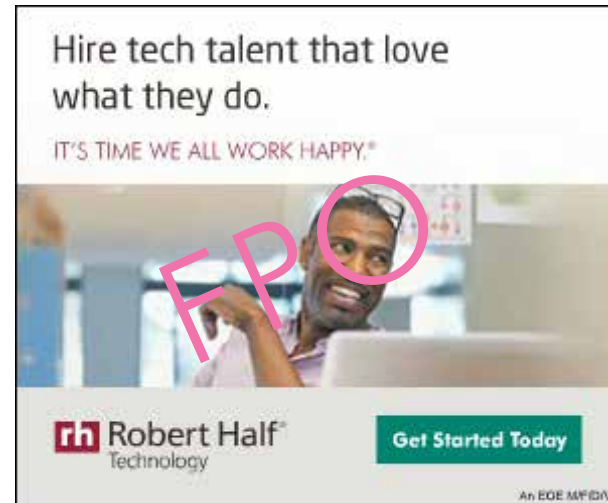 Hire tech talent that love
what they do.
IT'S TIME WE ALL WORK HAPPY.®
FPO
rh Robert Half®
Technology
Get Started Today
An EOE M/F/D/V